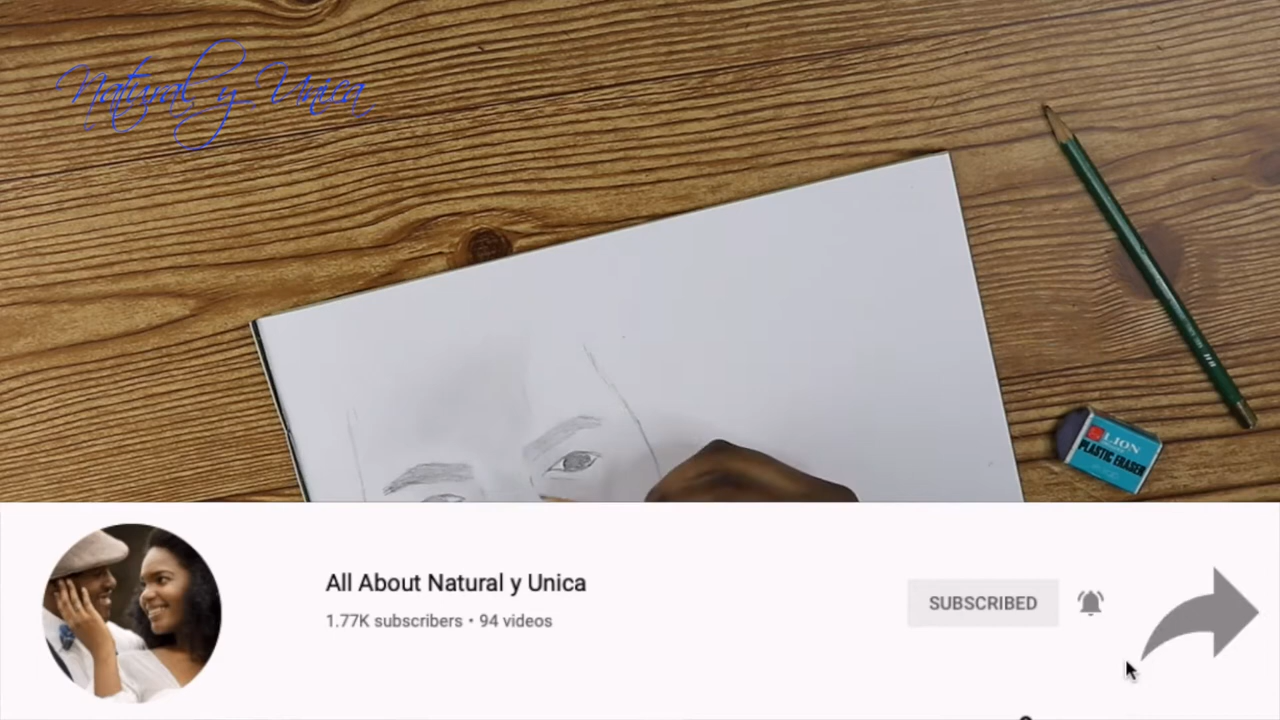 Natural y Unica
LION
PLASTIC ERASER
All About Natural y Unica
1.77K subscribers • 94 videos
SUBSCRIBED